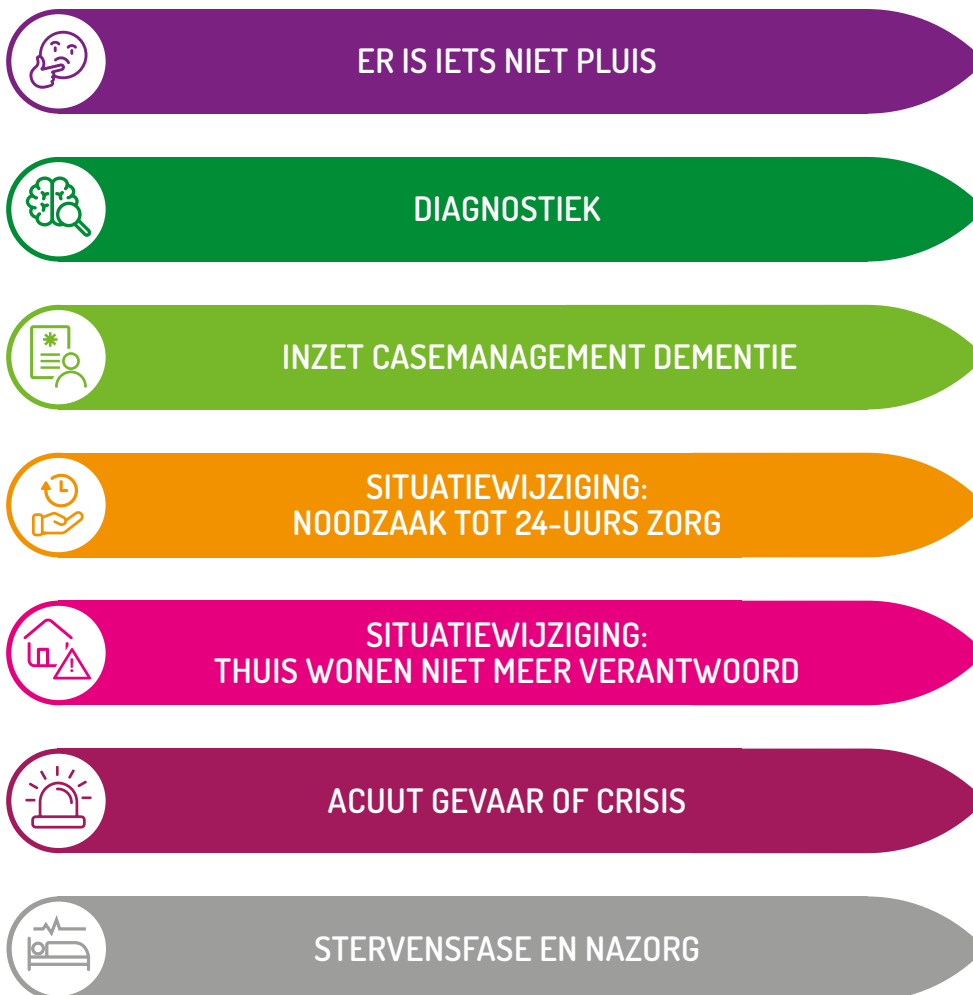 ER IS IETS NIET PLUIS
DIAGNOSTIEK
INZET CASEMANAGEMENT DEMENTIE
SITUATIEWIJZIGING:
NOODZAAK TOT 24-UURS ZORG
SITUATIEWIJZIGING:
THUIS WONEN NIET MEER VERANTWOORD
ACUUT GEVAAR OF CRISIS
STERVENSFASE EN NAZORG